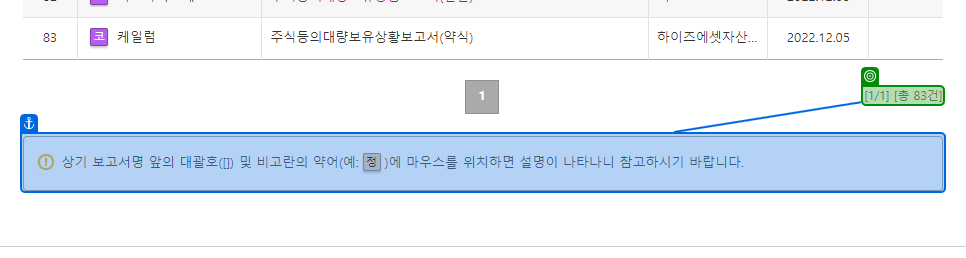 83 코 케일럼 주식등의대량보유상황보고서(약식) 하이즈에셋자산... 2022.12.05
1
[1/1] [총 83건]
상기 보고서명 앞의 대괄호([]) 및 비고란의 약어(예: 정 )에 마우스를 위치하면 설명이 나타나니 참고하시기 바랍니다.